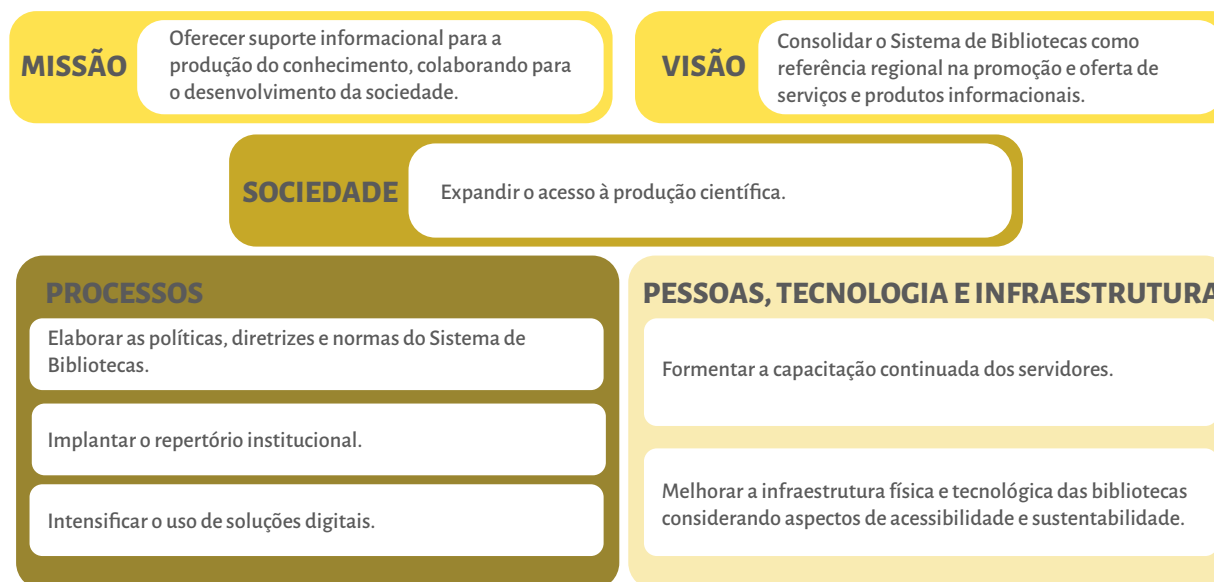 MISSÃO
Oferecer suporte informacional para a
produção do conhecimento, colaborando para
o desenvolvimento da sociedade.
VISÃO
Consolidar o Sistema de Bibliotecas como
referência regional na promoção e oferta de
serviços e produtos informacionais.
SOCIEDADE
Expandir o acesso à produção científica.
PROCESSOS
Elaborar as políticas, diretrizes e normas do Sistema de
Bibliotecas.
Implantar o repertório institucional.
Intensificar o uso de soluções digitais.
PESSOAS, TECNOLOGIA E INFRAESTRUTURA
Formentar a capacitação continuada dos servidores.
Melhorar a infraestrutura física e tecnológica das bibliotecas
considerando aspectos de acessibilidade e sustentabilidade.